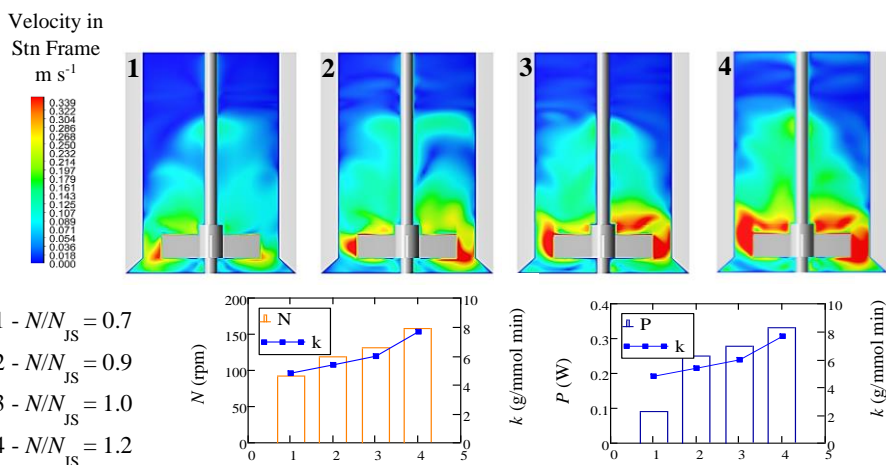 Velocity in
Stn Frame
m s⁻¹
0.339
0.322
0.304
0.286
0.268
0.250
0.232
0.214
0.197
0.179
0.161
0.143
0.125
0.107
0.089
0.071
0.054
0.036
0.018
0.000
1
2
3
4
1 - N/N_JS = 0.7
2 - N/N_JS = 0.9
3 - N/N_JS = 1.0
4 - N/N_JS = 1.2
N (rpm)
200
150
100
50
0
N
k
10
8
6
4
2
0
k (g/mmol min)
0 1 2 3 4 5
P (W)
0.4
0.3
0.2
0.1
0
P
k
10
8
6
4
2
0
k (g/mmol min)
0 1 2 3 4 5